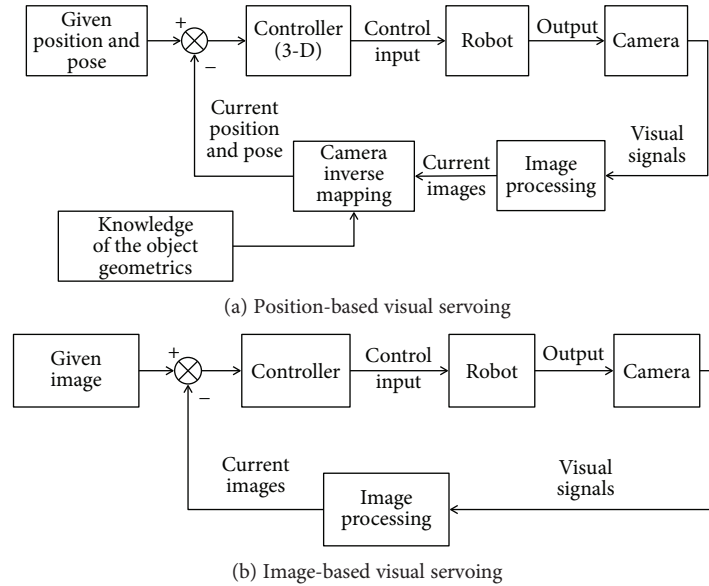 Given
position and
pose
+
−
Controller
(3-D)
Control
input
Robot
Output
Camera
Visual
signals
Image
processing
Current
images
Camera
inverse
mapping
Current
position
and pose
Knowledge
of the object
geometrics
(a) Position-based visual servoing
Given
image
+
−
Controller
Control
input
Robot
Output
Camera
Visual
signals
Image
processing
Current
images
(b) Image-based visual servoing